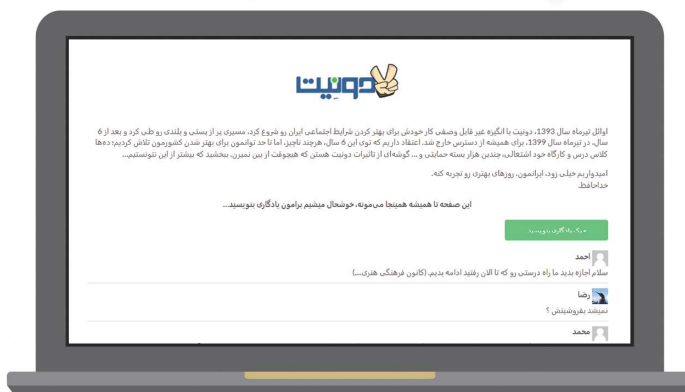 دونیت
اوائل تیرماه سال 1393، دونیت با انگیزه غیر قابل وصفی کار خودش برای بهتر کردن شرایط اجتماعی ایران رو شروع کرد، مسیری پر از پستی و بلندی رو طی کرد و بعد از 6
سال، در تیرماه سال 1399، برای همیشه از دسترس خارج شد. اعتقاد داریم که توی این 6 سال، هرچند ناچیز، اما تا حد توانمون برای بهتر شدن کشورمون تلاش کردیم؛ ده‌ها
کلاس درس و کارگاه خود اشتغالی، چندین هزار بسته حمایتی و ... گوشه‌ای از تاثیرات دونیت هستن که هیچوقت از بین نمیرن. ببخشید که بیشتر از این نتونستیم...
امیدواریم خیلی زود، ایرانمون، روزهای بهتری رو تجربه کنه.
خداحافظ.
این صفحه تا همیشه همینجا می‌مونه، خوشحال میشیم برامون یادگاری بنویسید...
+ یک یادگاری بنویسید
احمد
سلام اجازه بدید ما راه درستی رو که تا الان رفتید ادامه بدیم. (کانون فرهنگی هنری....)
رضا
نمیشد بفروشیتش ؟
محمد